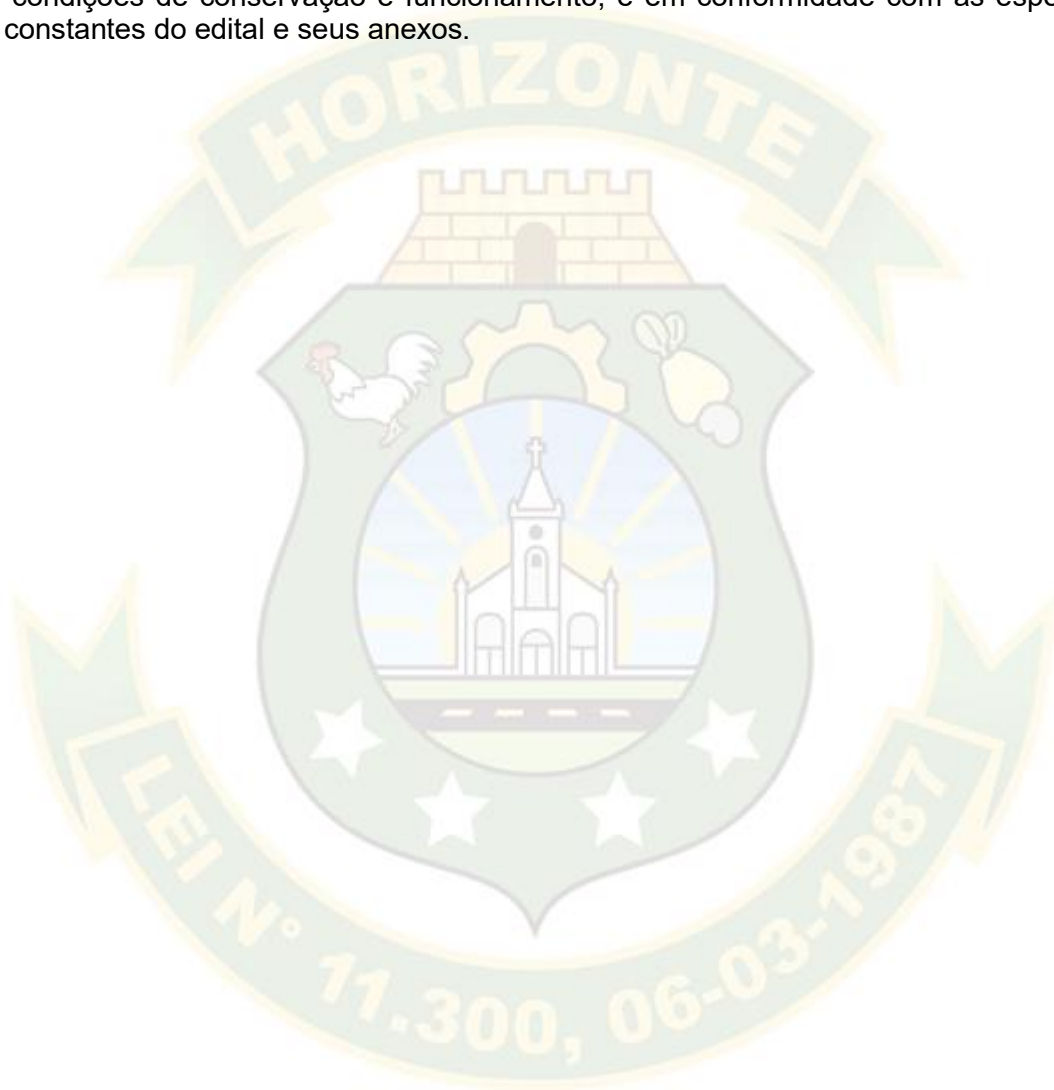 condições de conservação e funcionamento, e em conformidade com as
constantes do edital e seus anexos.
HORIZONTE
LEI Nº 11.300, 06-03-1987